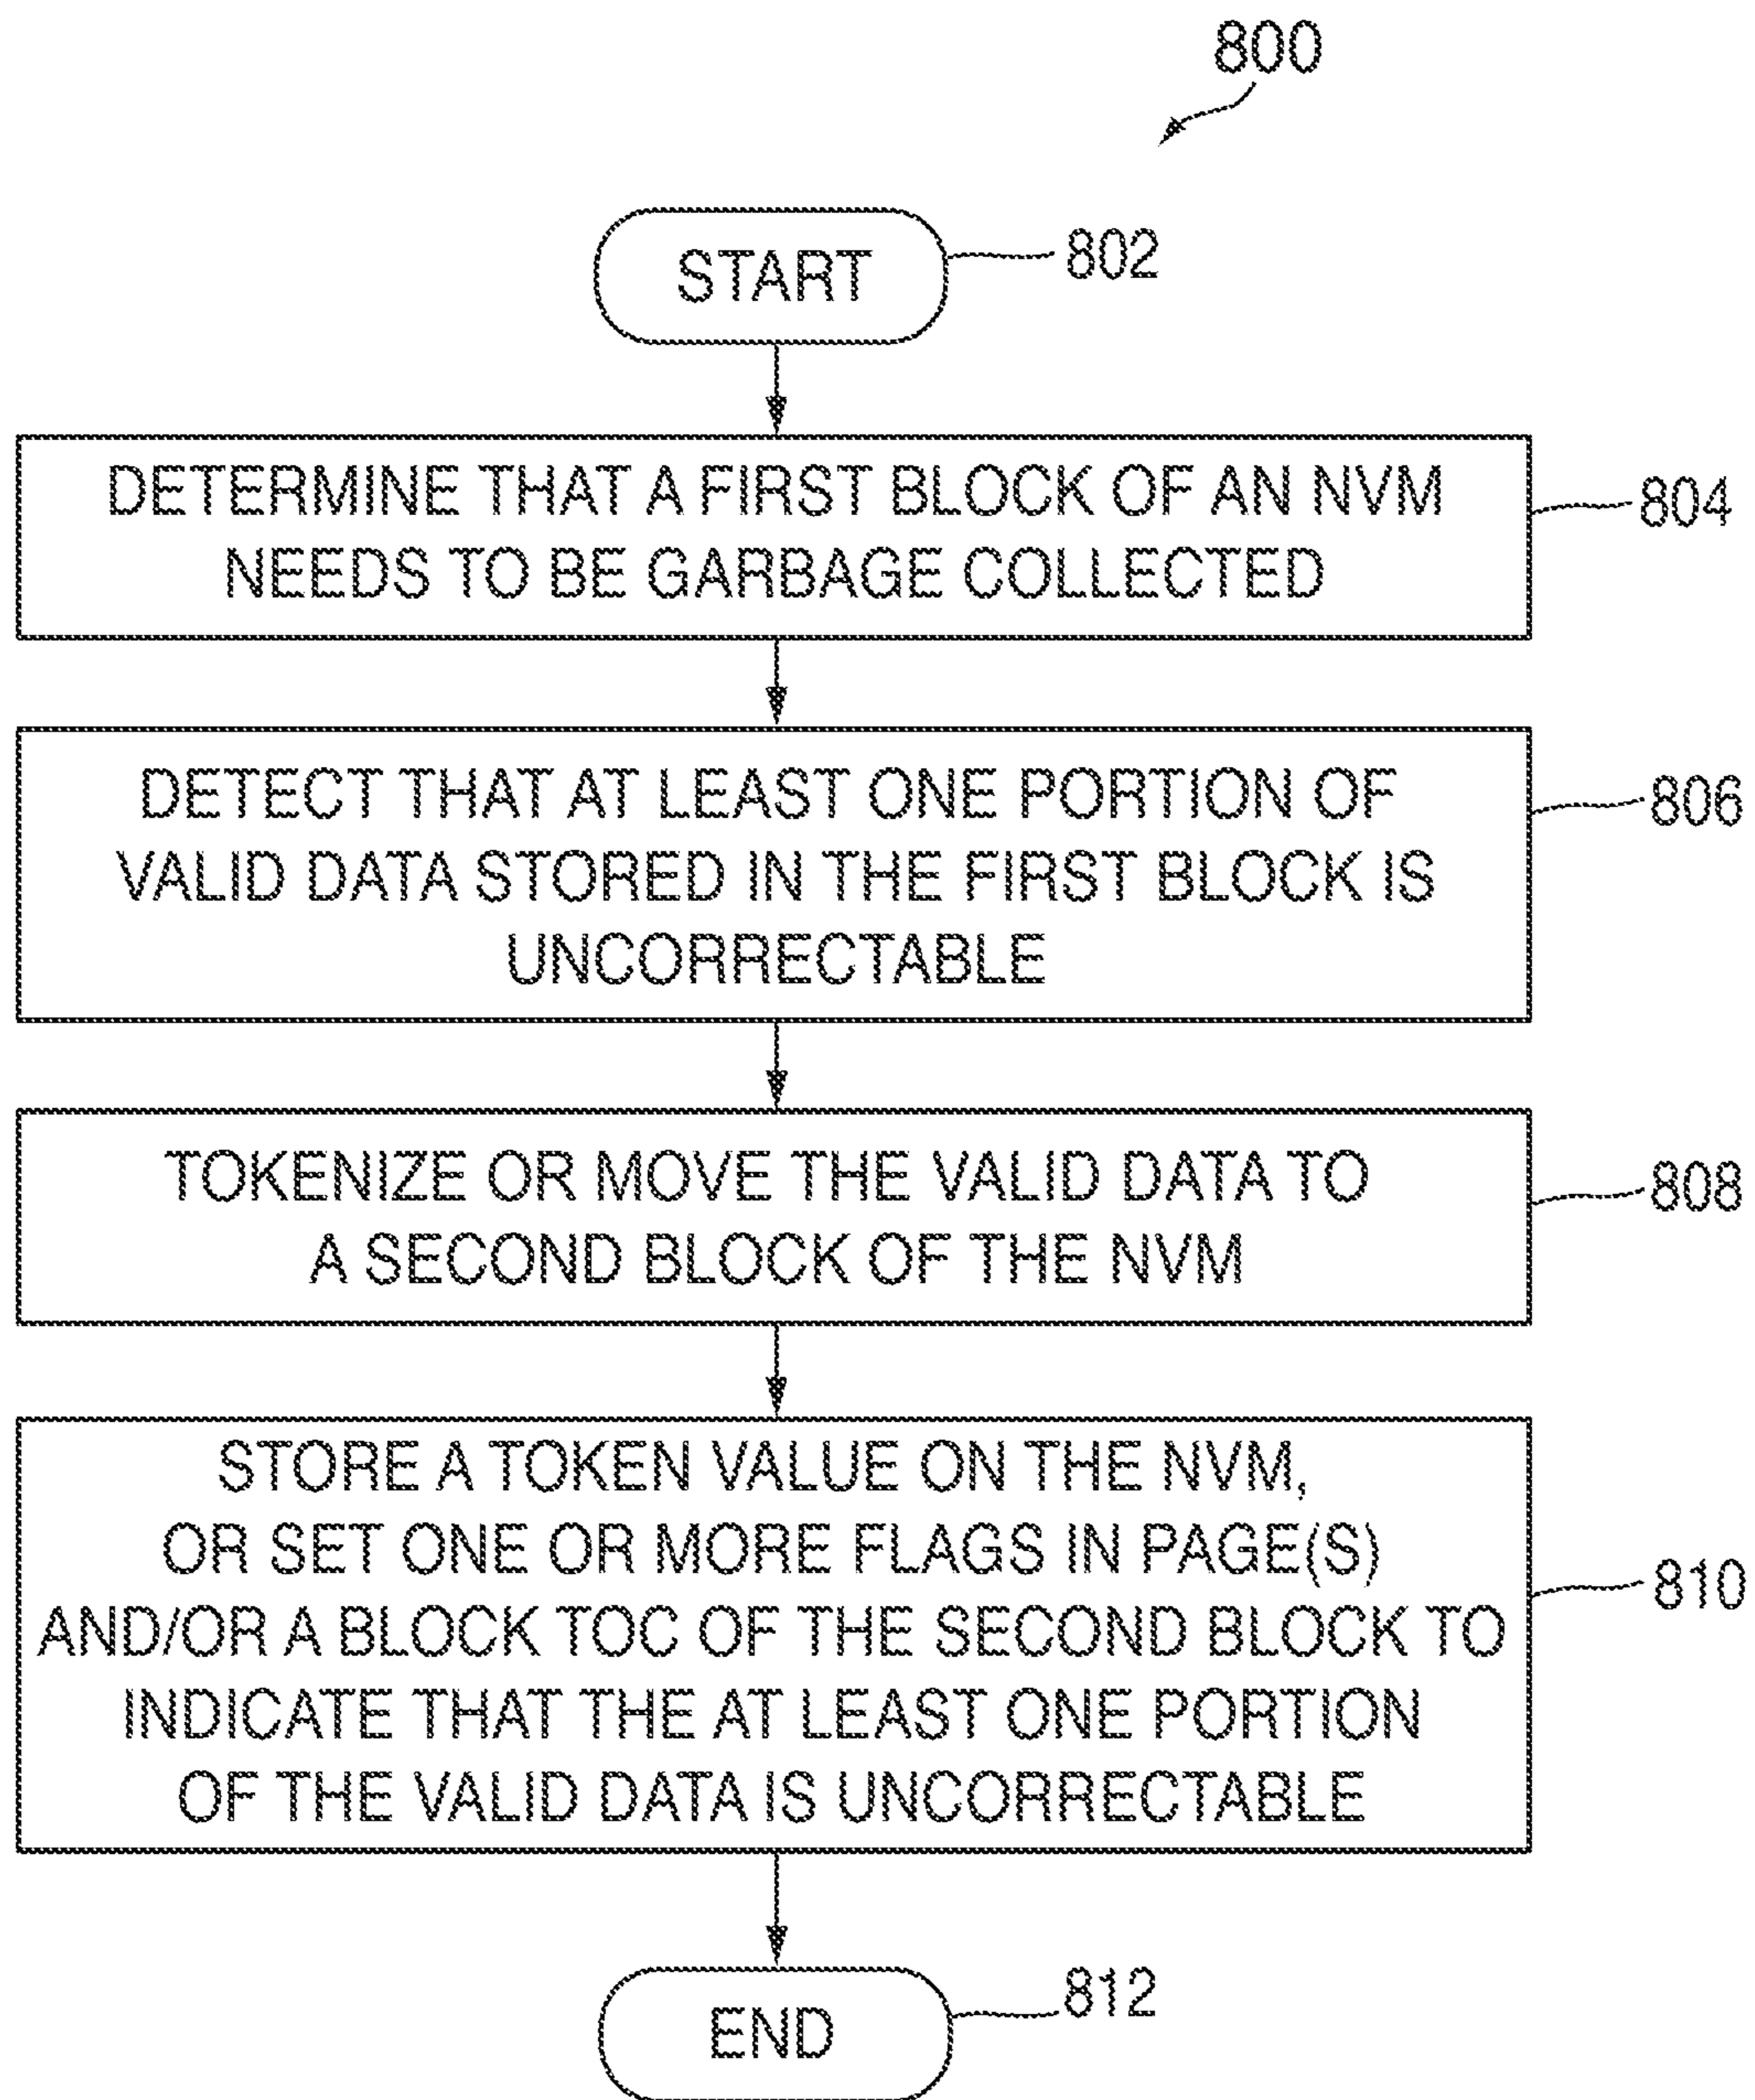 800
START
802
DETERMINE THAT A FIRST BLOCK OF AN NVM
NEEDS TO BE GARBAGE COLLECTED
804
DETECT THAT AT LEAST ONE PORTION OF
VALID DATA STORED IN THE FIRST BLOCK IS
UNCORRECTABLE
806
TOKENIZE OR MOVE THE VALID DATA TO
A SECOND BLOCK OF THE NVM
808
STORE A TOKEN VALUE ON THE NVM,
OR SET ONE OR MORE FLAGS IN PAGE(S)
AND/OR A BLOCK TOC OF THE SECOND BLOCK TO
INDICATE THAT THE AT LEAST ONE PORTION
OF THE VALID DATA IS UNCORRECTABLE
810
END
812